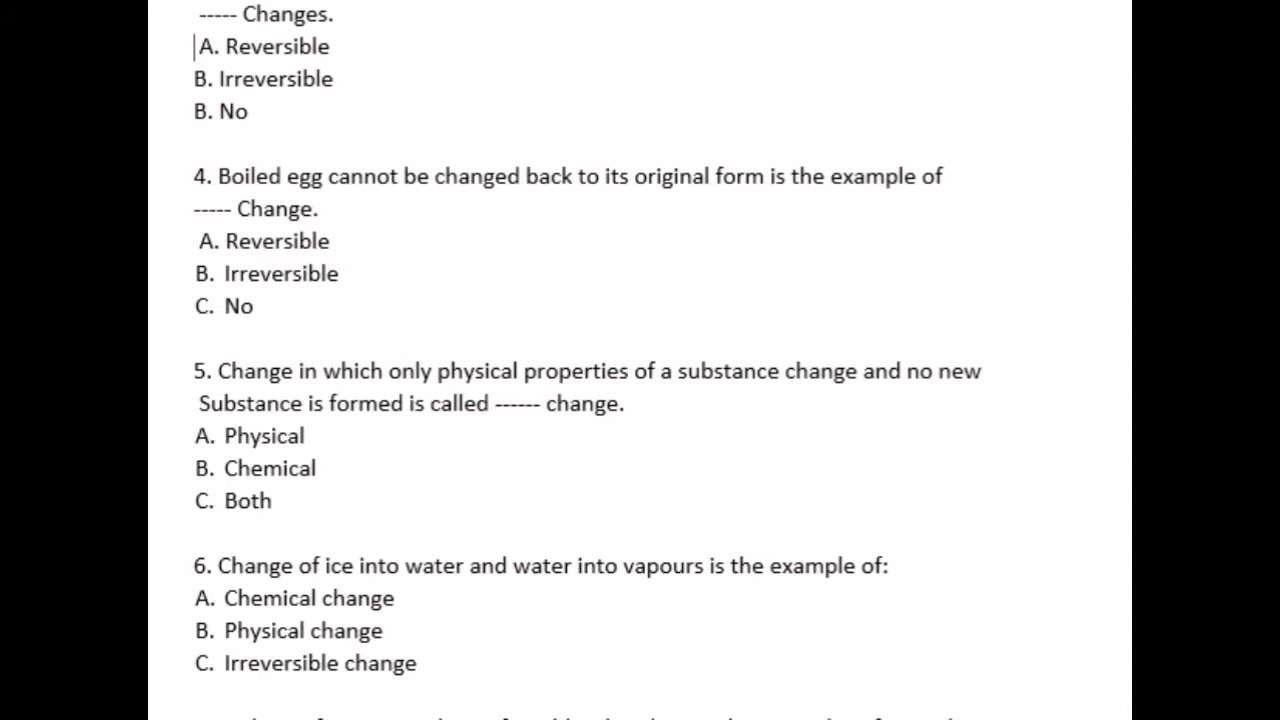 ----- Changes.
A. Reversible
B. Irreversible
B. No
4. Boiled egg cannot be changed back to its original form is the example of
----- Change.
A. Reversible
B. Irreversible
C. No
5. Change in which only physical properties of a substance change and no new
Substance is formed is called ------ change.
A. Physical
B. Chemical
C. Both
6. Change of ice into water and water into vapours is the example of:
A. Chemical change
B. Physical change
C. Irreversible change